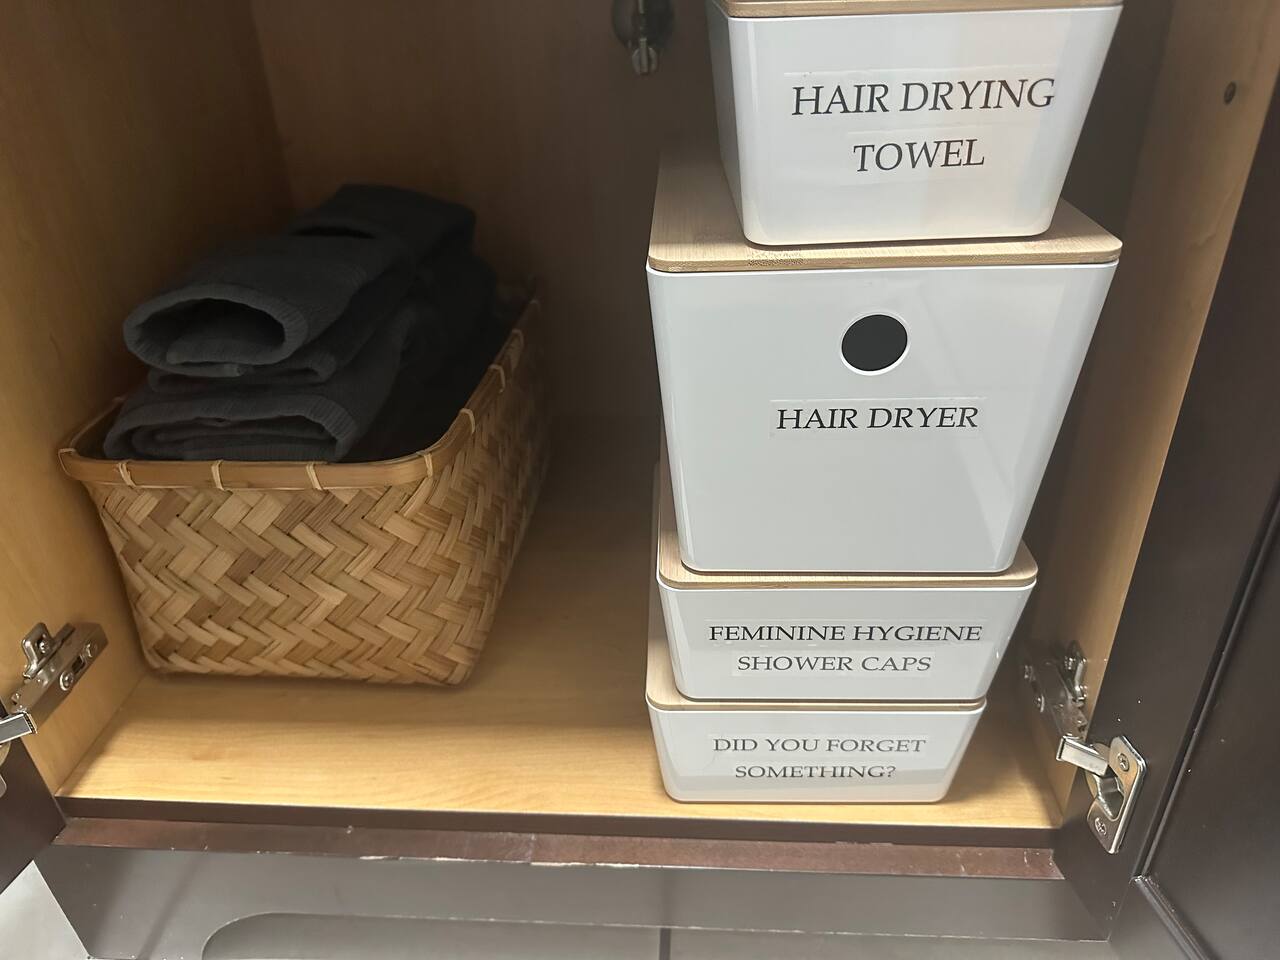 HAIR DRYING
TOWEL
HAIR DRYER
FEMININE HYGIENE
SHOWER CAPS
DID YOU FORGET
SOMETHING?